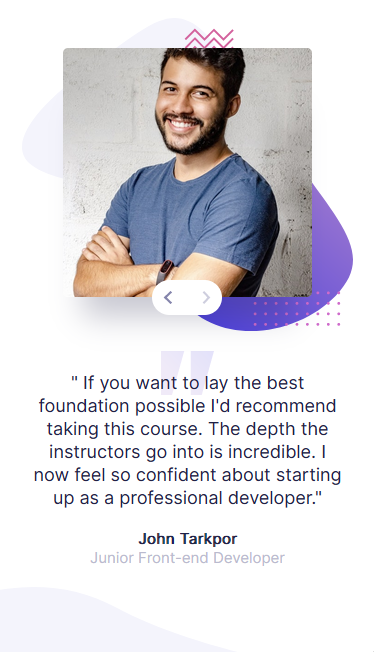 " If you want to lay the best
foundation possible I'd recommend
taking this course. The depth the
instructors go into is incredible. I
now feel so confident about starting
up as a professional developer."
John Tarkpor
Junior Front-end Developer